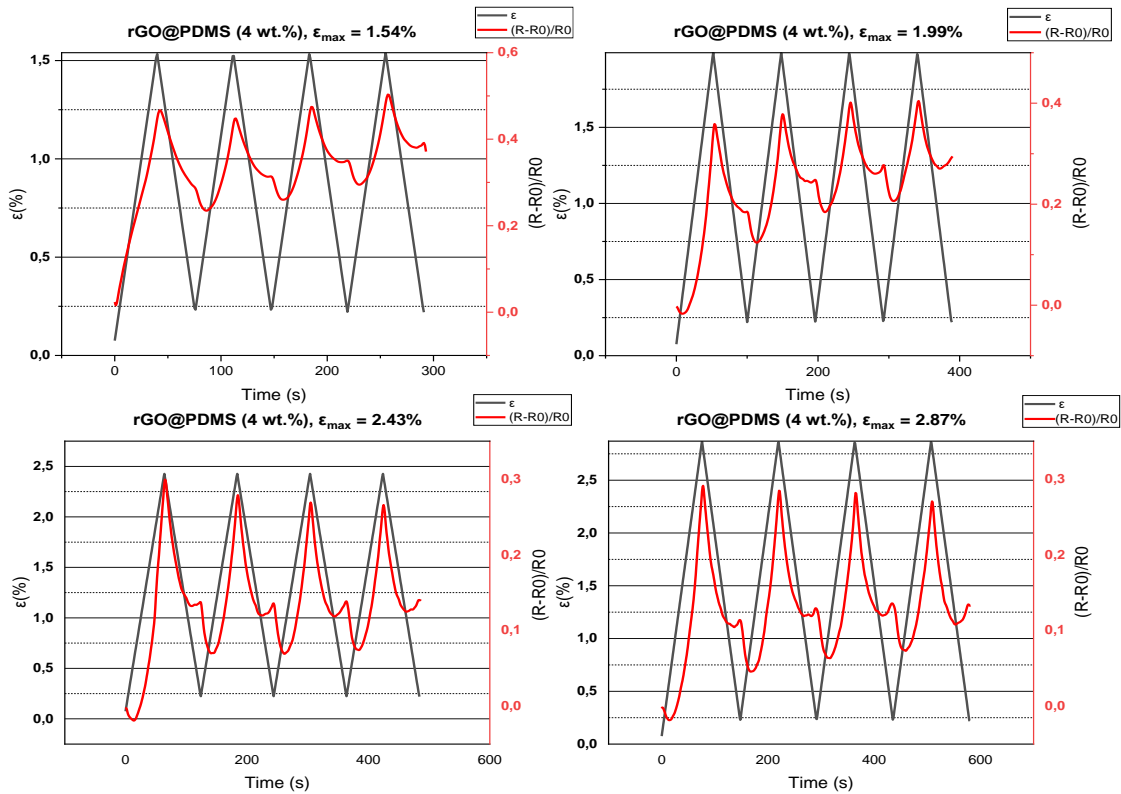 rGO@PDMS (4 wt.%), εmax = 1.54%
ε
(R-R0)/R0
1,5
1,0
0,5
0,0
ε(%)
0,6
0,4
0,2
0,0
(R-R0)/R0
0
100
200
300
Time (s)
rGO@PDMS (4 wt.%), εmax = 1.99%
ε
(R-R0)/R0
2,0
1,5
1,0
0,5
0,0
ε(%)
0,4
0,2
0,0
(R-R0)/R0
0
200
400
Time (s)
rGO@PDMS (4 wt.%), εmax = 2.43%
ε
(R-R0)/R0
2,5
2,0
1,5
1,0
0,5
0,0
ε(%)
0,3
0,2
0,1
0,0
(R-R0)/R0
0
200
400
600
Time (s)
rGO@PDMS (4 wt.%), εmax = 2.87%
ε
(R-R0)/R0
2,5
2,0
1,5
1,0
0,5
0,0
ε(%)
0,3
0,2
0,1
0,0
(R-R0)/R0
0
200
400
600
Time (s)